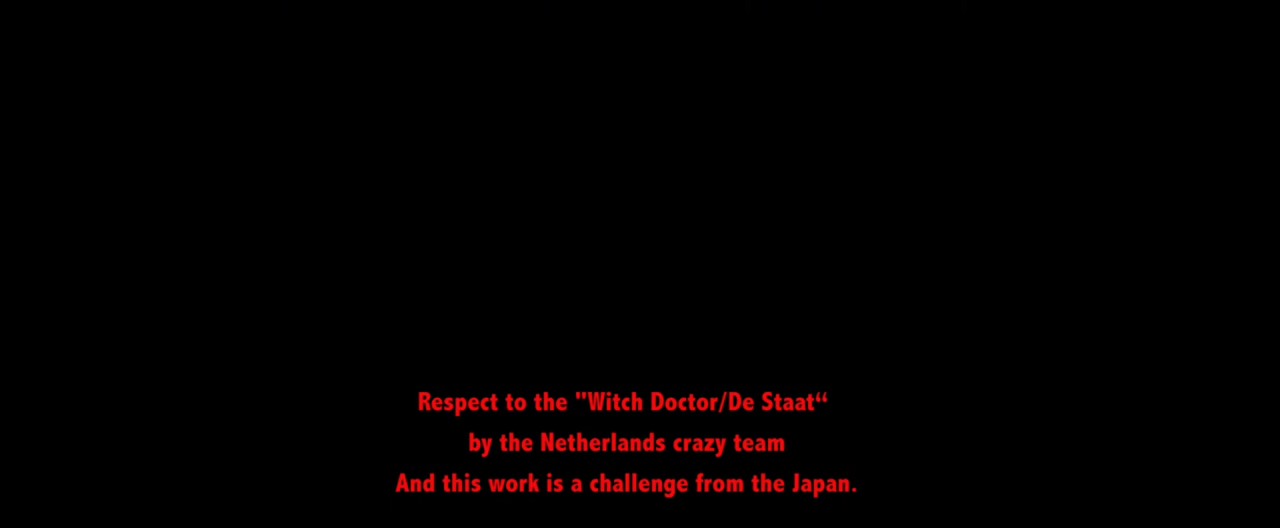 Respect to the "Witch Doctor/De Staat“
by the Netherlands crazy team
And this work is a challenge from the Japan.